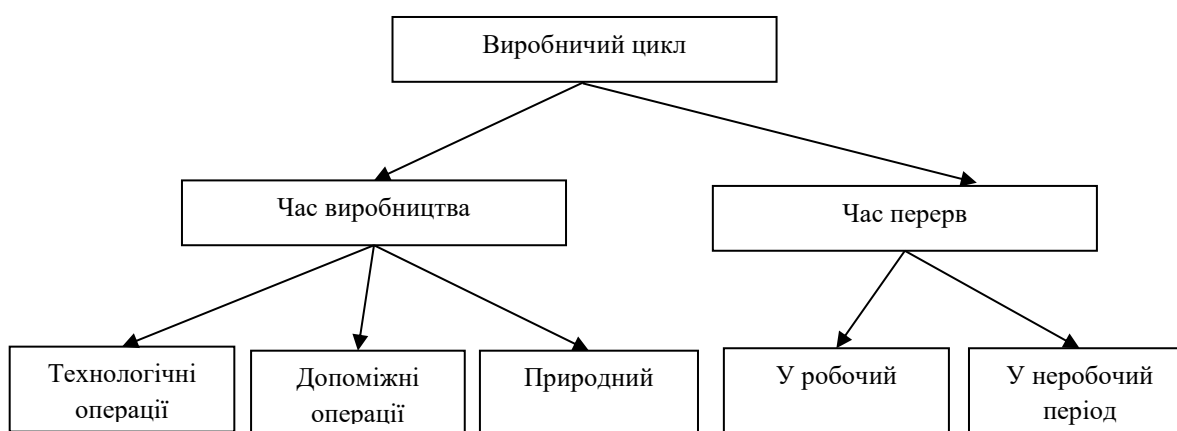 Виробничий цикл
Час виробництва
Час перерв
Технологічні
операції
Допоміжні
операції
Природний
У робочий
У неробочий
період